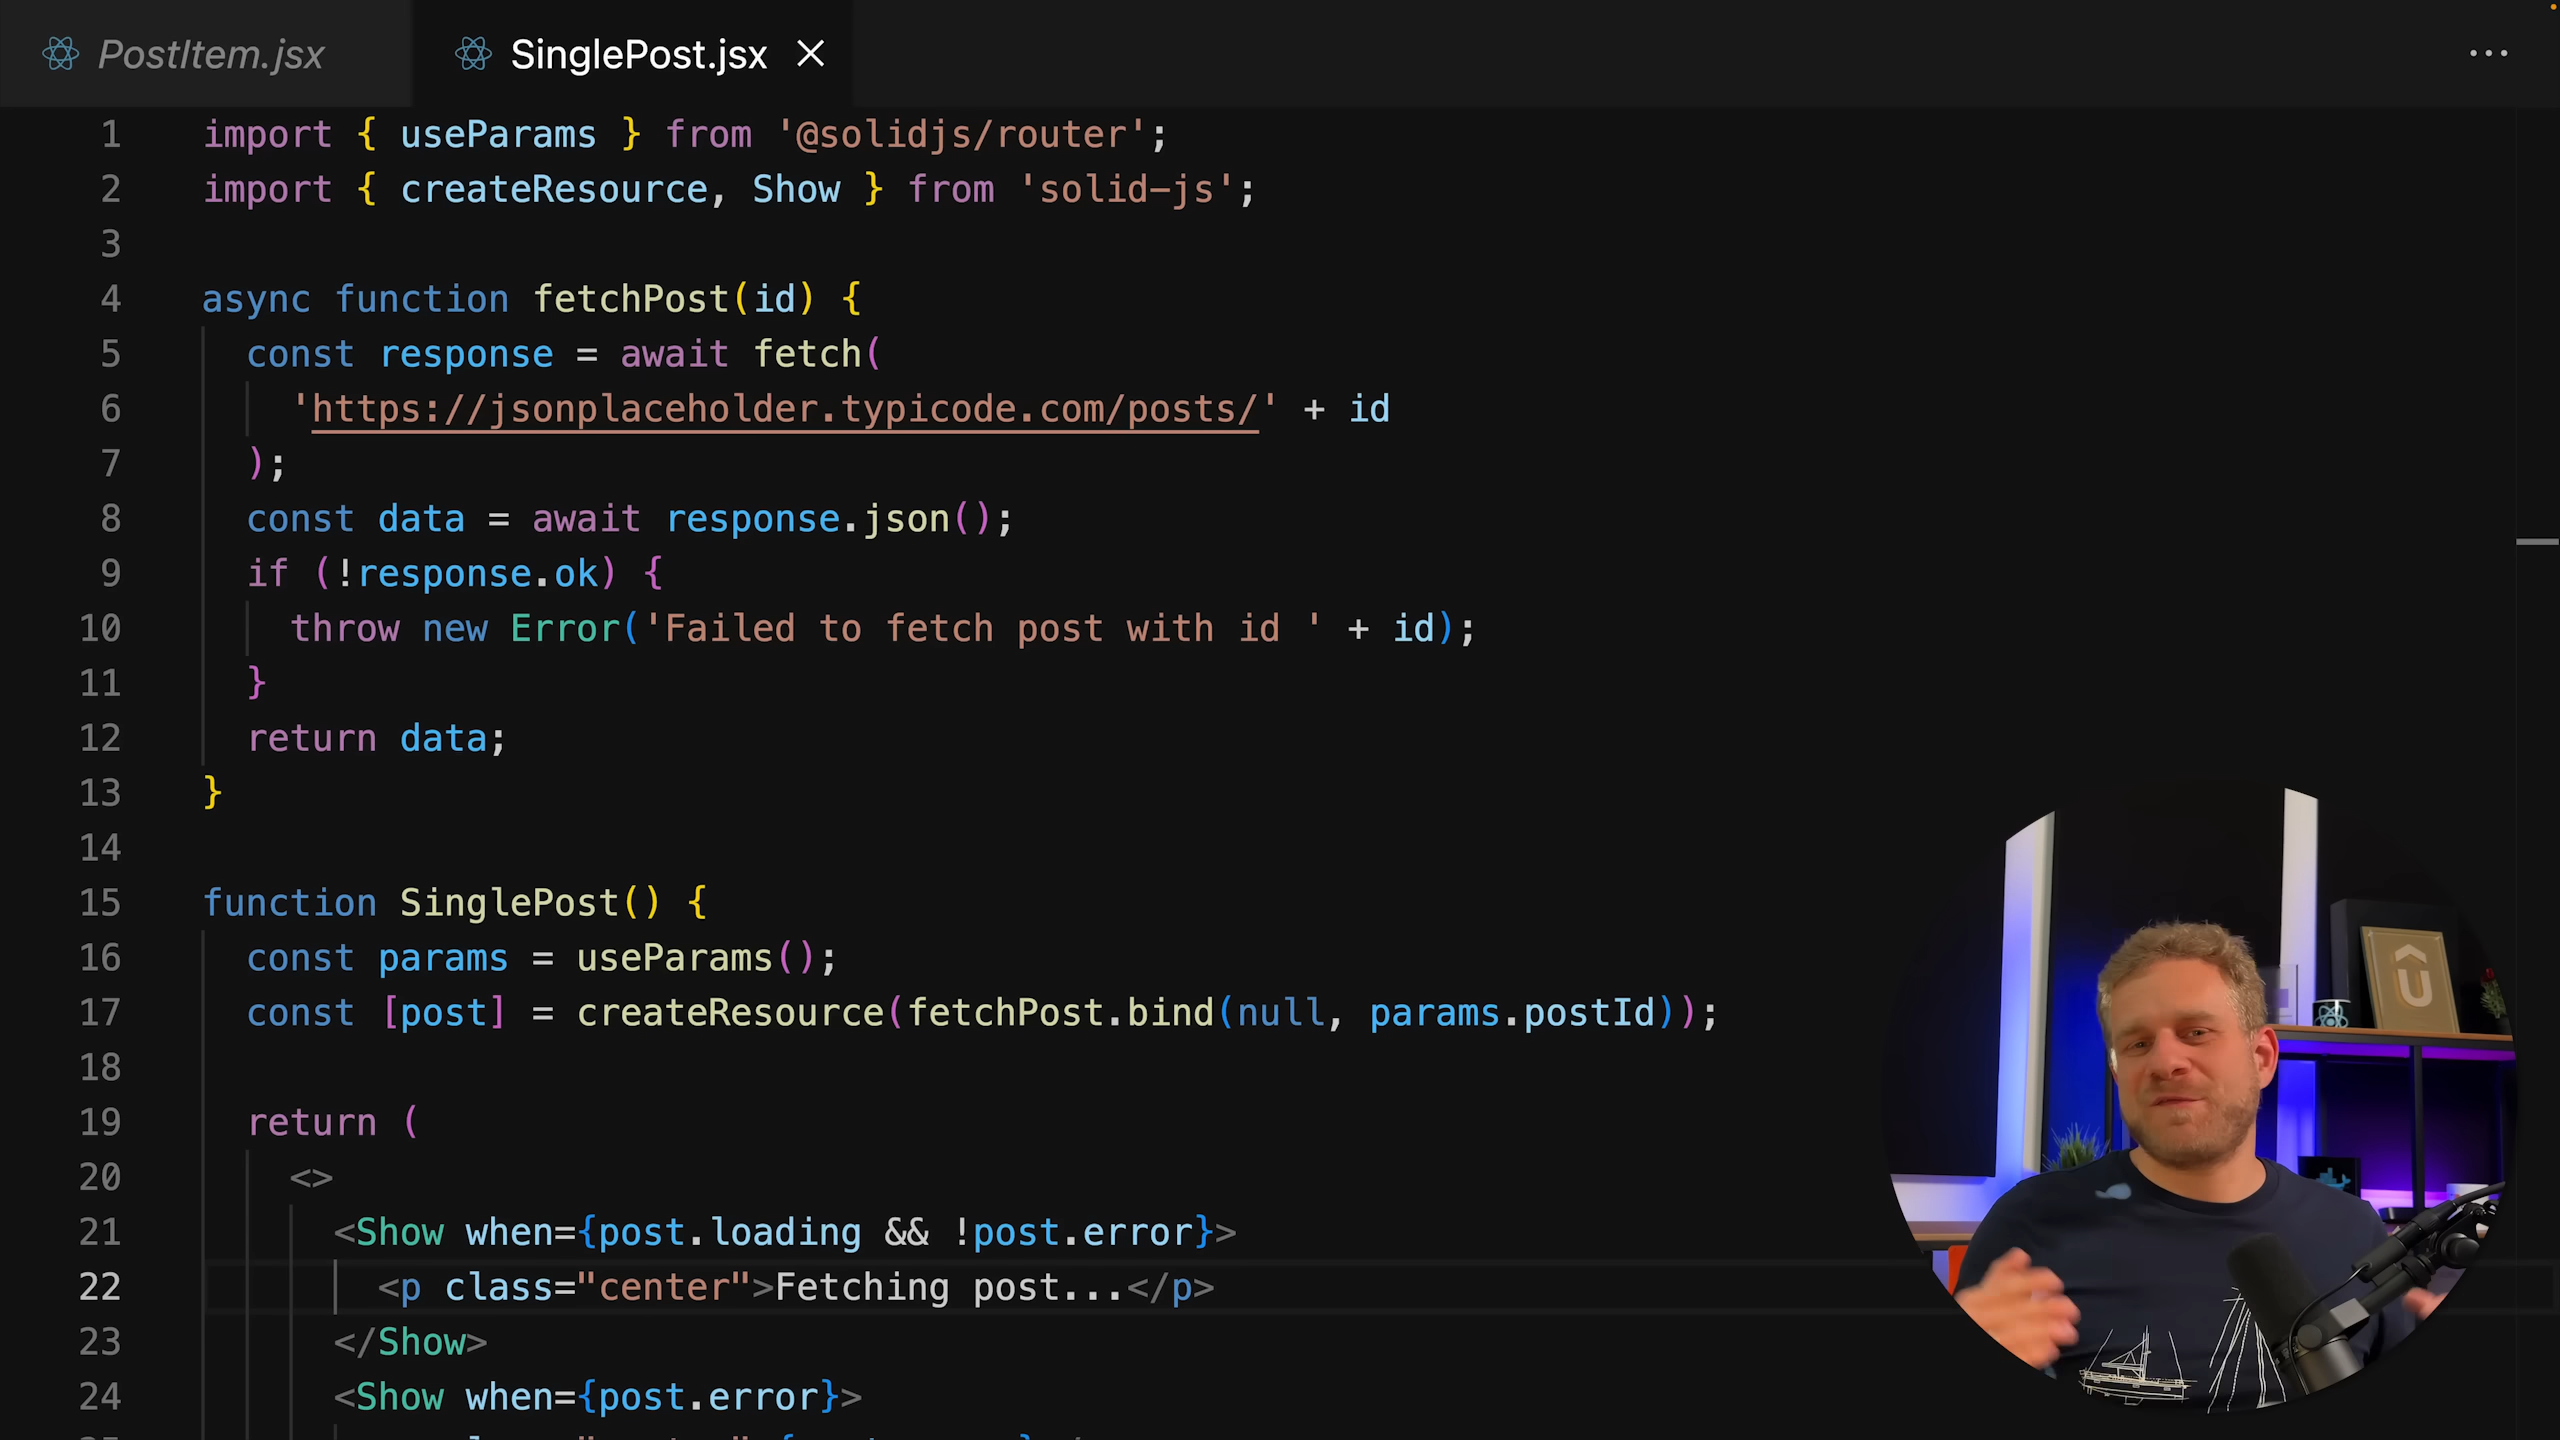 PostItem.jsx
SinglePost.jsx
1 import { useParams } from '@solidjs/router';
2 import { createResource, Show } from 'solid-js';
3
4 async function fetchPost(id) {
5 const response = await fetch(
6 'https://jsonplaceholder.typicode.com/posts/' + id
7 );
8 const data = await response.json();
9 if (!response.ok) {
10 throw new Error('Failed to fetch post with id ' + id);
11 }
12 return data;
13 }
14
15 function SinglePost() {
16 const params = useParams();
17 const [post] = createResource(fetchPost.bind(null, params.postId));
18
19 return (
20 <>
21 <Show when={post.loading && !post.error}>
22 <p class="center">Fetching post...</p>
23 </Show>
24 <Show when={post.error}>